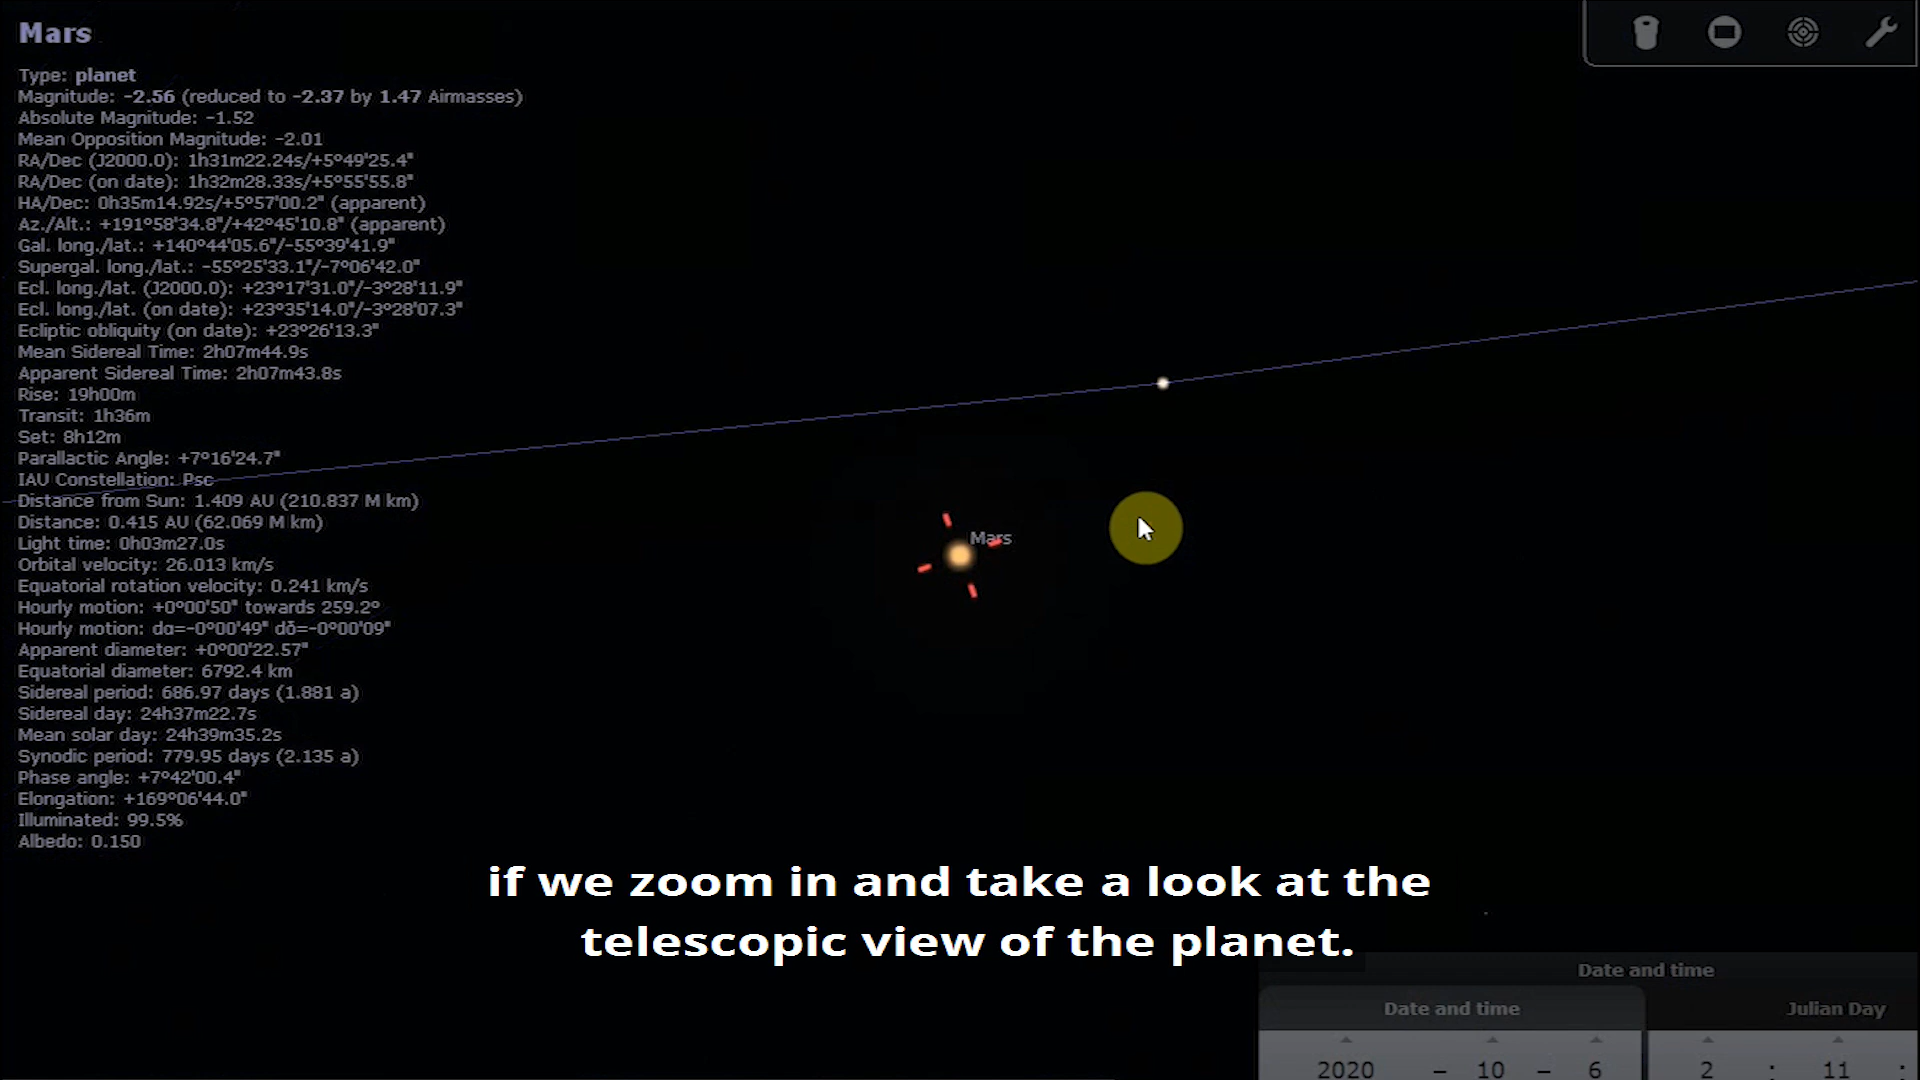 Mars
Type: planet
Magnitude: -2.56 (reduced to -2.37 by 1.47 Airmasses)
Absolute Magnitude: -1.52
Mean Opposition Magnitude: -2.01
RA/Dec (J2000.0): 1h31m22.24s/+5°49'25.4"
RA/Dec (on date): 1h32m28.33s/+5°55'55.8"
HA/Dec: 0h35m14.92s/+5°57'00.2" (apparent)
Az./Alt.: +191°58'34.8"/+42°45'10.8" (apparent)
Gal. long./lat.: +140°44'05.6"/-55°39'41.9"
Supergal. long./lat.: -55°25'33.1"/-7°06'42.0"
Ecl. long./lat. (J2000.0): +23°17'31.0"/-3°28'11.9"
Ecl. long./lat. (on date): +23°35'14.0"/-3°28'07.3"
Ecliptic obliquity (on date): +23°26'13.3"
Mean Sidereal Time: 2h07m44.9s
Apparent Sidereal Time: 2h07m43.8s
Rise: 19h00m
Transit: 1h36m
Set: 8h12m
Parallactic Angle: +7°16'24.7"
IAU Constellation: Psc
Distance from Sun: 1.409 AU (210.837 M km)
Distance: 0.415 AU (62.069 M km)
Light time: 0h03m27.0s
Orbital velocity: 26.013 km/s
Equatorial rotation velocity: 0.241 km/s
Hourly motion: +0°00'50" towards 259.2°
Hourly motion: dα=-0°00'49" dδ=-0°00'09"
Apparent diameter: +0°00'22.57"
Equatorial diameter: 6792.4 km
Sidereal period: 686.97 days (1.881 a)
Sidereal day: 24h37m22.7s
Mean solar day: 24h39m35.2s
Synodic period: 779.95 days (2.135 a)
Phase angle: +7°42'00.4"
Elongation: +169°06'44.0"
Illuminated: 99.5%
Albedo: 0.150
Mars
if we zoom in and take a look at the
telescopic view of the planet.
Date and time
Date and time Julian Day
2020 - 10 - 6 2 : 11 :